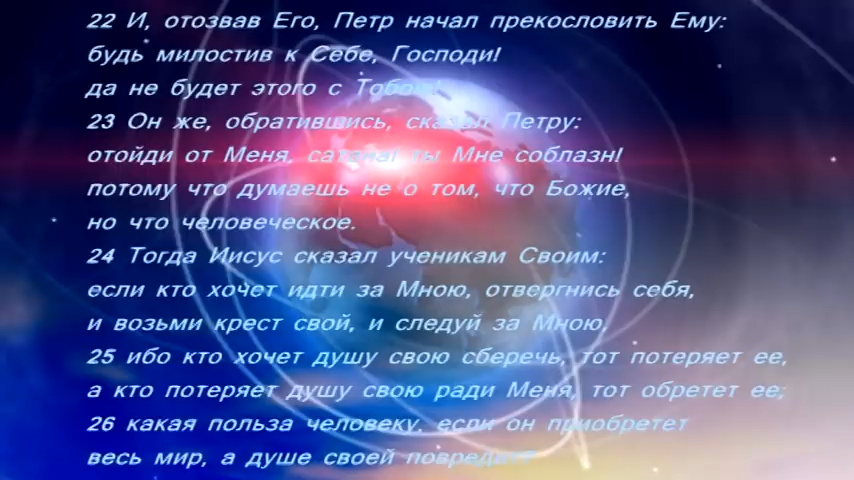 22 И, отозвав Его, Петр начал прекословить Ему:
будь милостив к Себе, Господи!
да не будет этого с Тобою!
23 Он же, обратившись, сказал Петру:
отойди от Меня, сатана! ты Мне соблазн!
потому что думаешь не о том, что Божие,
но что человеческое.
24 Тогда Иисус сказал ученикам Своим:
если кто хочет идти за Мною, отвергнись себя,
и возьми крест свой, и следуй за Мною,
25 ибо кто хочет душу свою сберечь, тот потеряет ее,
а кто потеряет душу свою ради Меня, тот обретет ее;
26 какая польза человеку, если он приобретет
весь мир, а душе своей повредит?